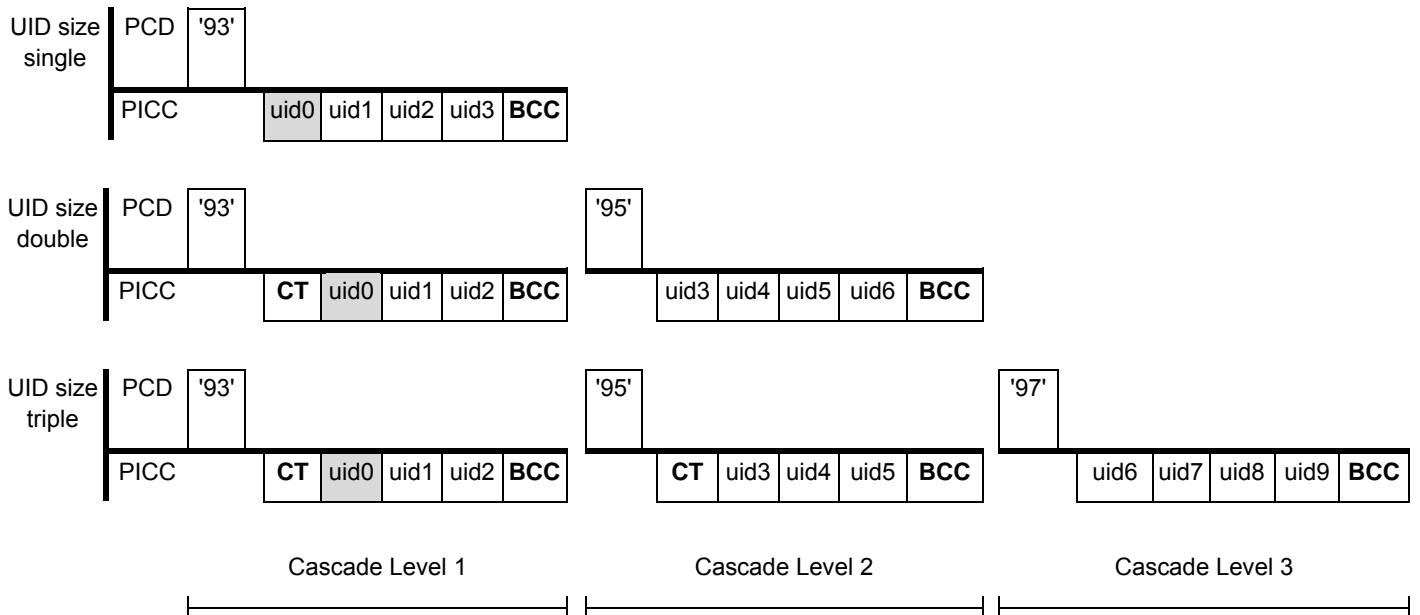 UID size single PCD '93'
PICC uid0 uid1 uid2 uid3 BCC
UID size double PCD '93' '95'
PICC CT uid0 uid1 uid2 BCC uid3 uid4 uid5 uid6 BCC
UID size triple PCD '93' '95' '97'
PICC CT uid0 uid1 uid2 BCC CT uid3 uid4 uid5 BCC uid6 uid7 uid8 uid9 BCC
Cascade Level 1 Cascade Level 2 Cascade Level 3